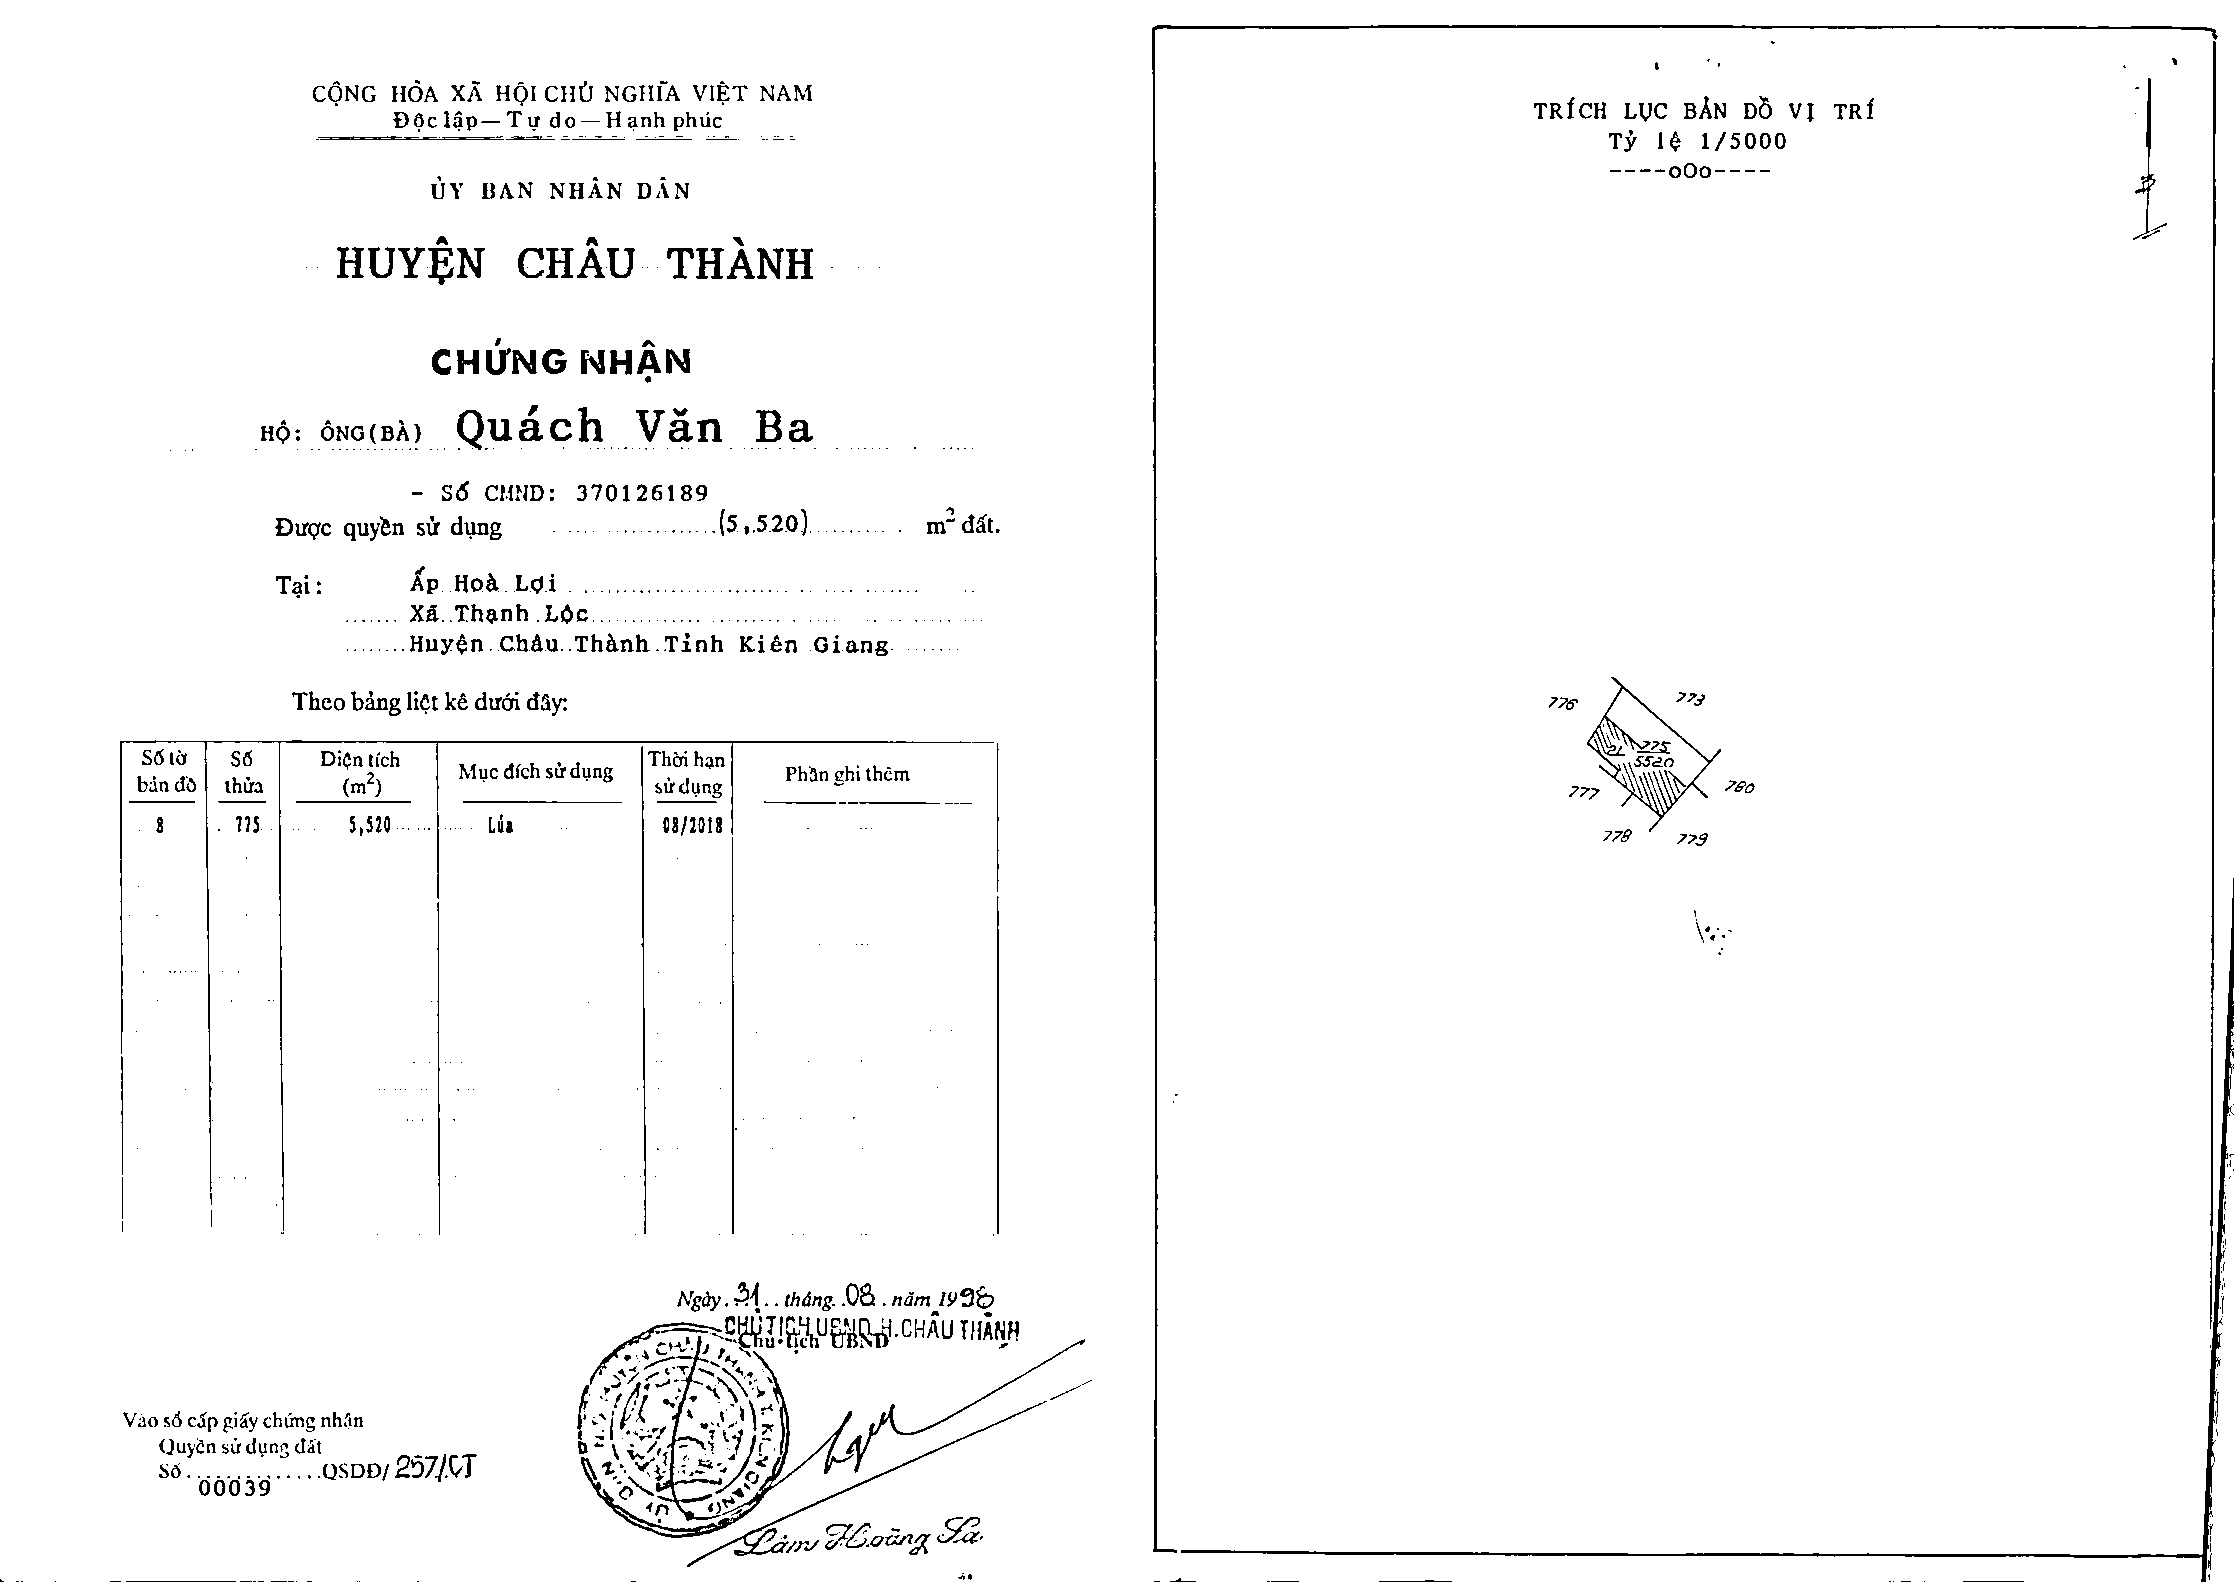 CỘNG HÒA XÃ HỘI CHỦ NGHĨA VIỆT NAM
Độc lập — Tự do — Hạnh phúc
ỦY BAN NHÂN DÂN
HUYỆN CHÂU THÀNH
CHỨNG NHẬN
HỘ: ÔNG(BÀ) Quách Văn Ba
- Số CMND: 370126189
Được quyền sử dụng (5,520) m² đất.
Tại: Ấp Hoà Lợi
Xã Thạnh Lộc
Huyện Châu Thành Tỉnh Kiên Giang
Theo bảng liệt kê dưới đây:
Số tờ bản đồ Số thửa Diện tích (m²) Mục đích sử dụng Thời hạn sử dụng Phần ghi thêm
8 775 5,520 Lúa 08/2018
Ngày 31 tháng 08 năm 1998
CHỦ TỊCH UBND H. CHÂU THÀNH
Chủ tịch UBND
Vào sổ cấp giấy chứng nhận
Quyền sử dụng đất
Số ..............QSDĐ/ 257/CT
00039
Lâm Hoàng Sa
TRÍCH LỤC BẢN ĐỒ VỊ TRÍ
Tỷ lệ 1/5000
----oOo----
776
773
2L 775
5520
777
780
778
779